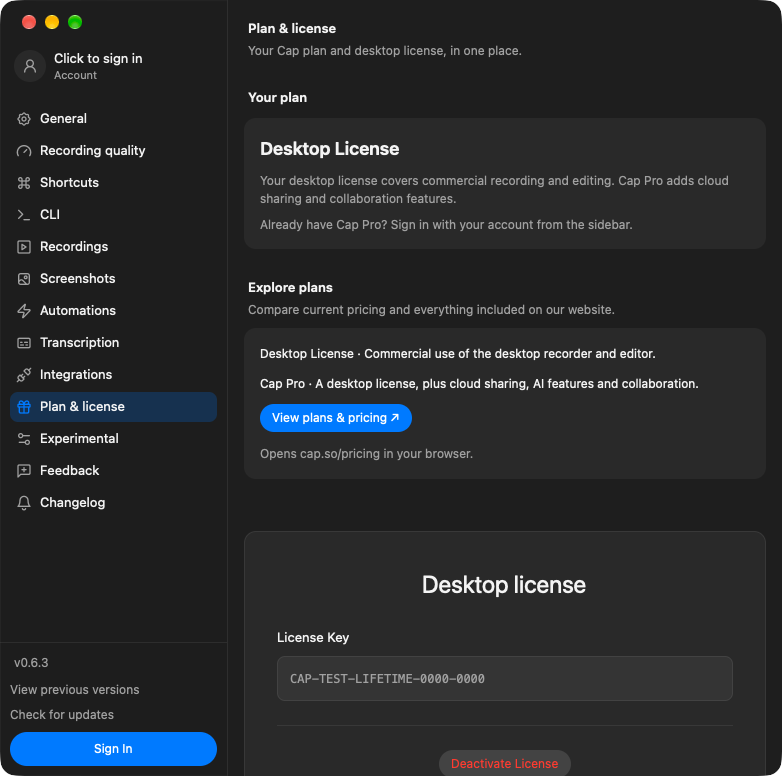 Click to sign in
Account
General
Recording quality
Shortcuts
CLI
Recordings
Screenshots
Automations
Transcription
Integrations
Plan & license
Experimental
Feedback
Changelog
v0.6.3
View previous versions
Check for updates
Sign In
Plan & license
Your Cap plan and desktop license, in one place.
Your plan
Desktop License
Your desktop license covers commercial recording and editing. Cap Pro adds cloud
sharing and collaboration features.
Already have Cap Pro? Sign in with your account from the sidebar.
Explore plans
Compare current pricing and everything included on our website.
Desktop License · Commercial use of the desktop recorder and editor.
Cap Pro · A desktop license, plus cloud sharing, AI features and collaboration.
View plans & pricing ↗
Opens cap.so/pricing in your browser.
Desktop license
License Key
CAP-TEST-LIFETIME-0000-0000
Deactivate License